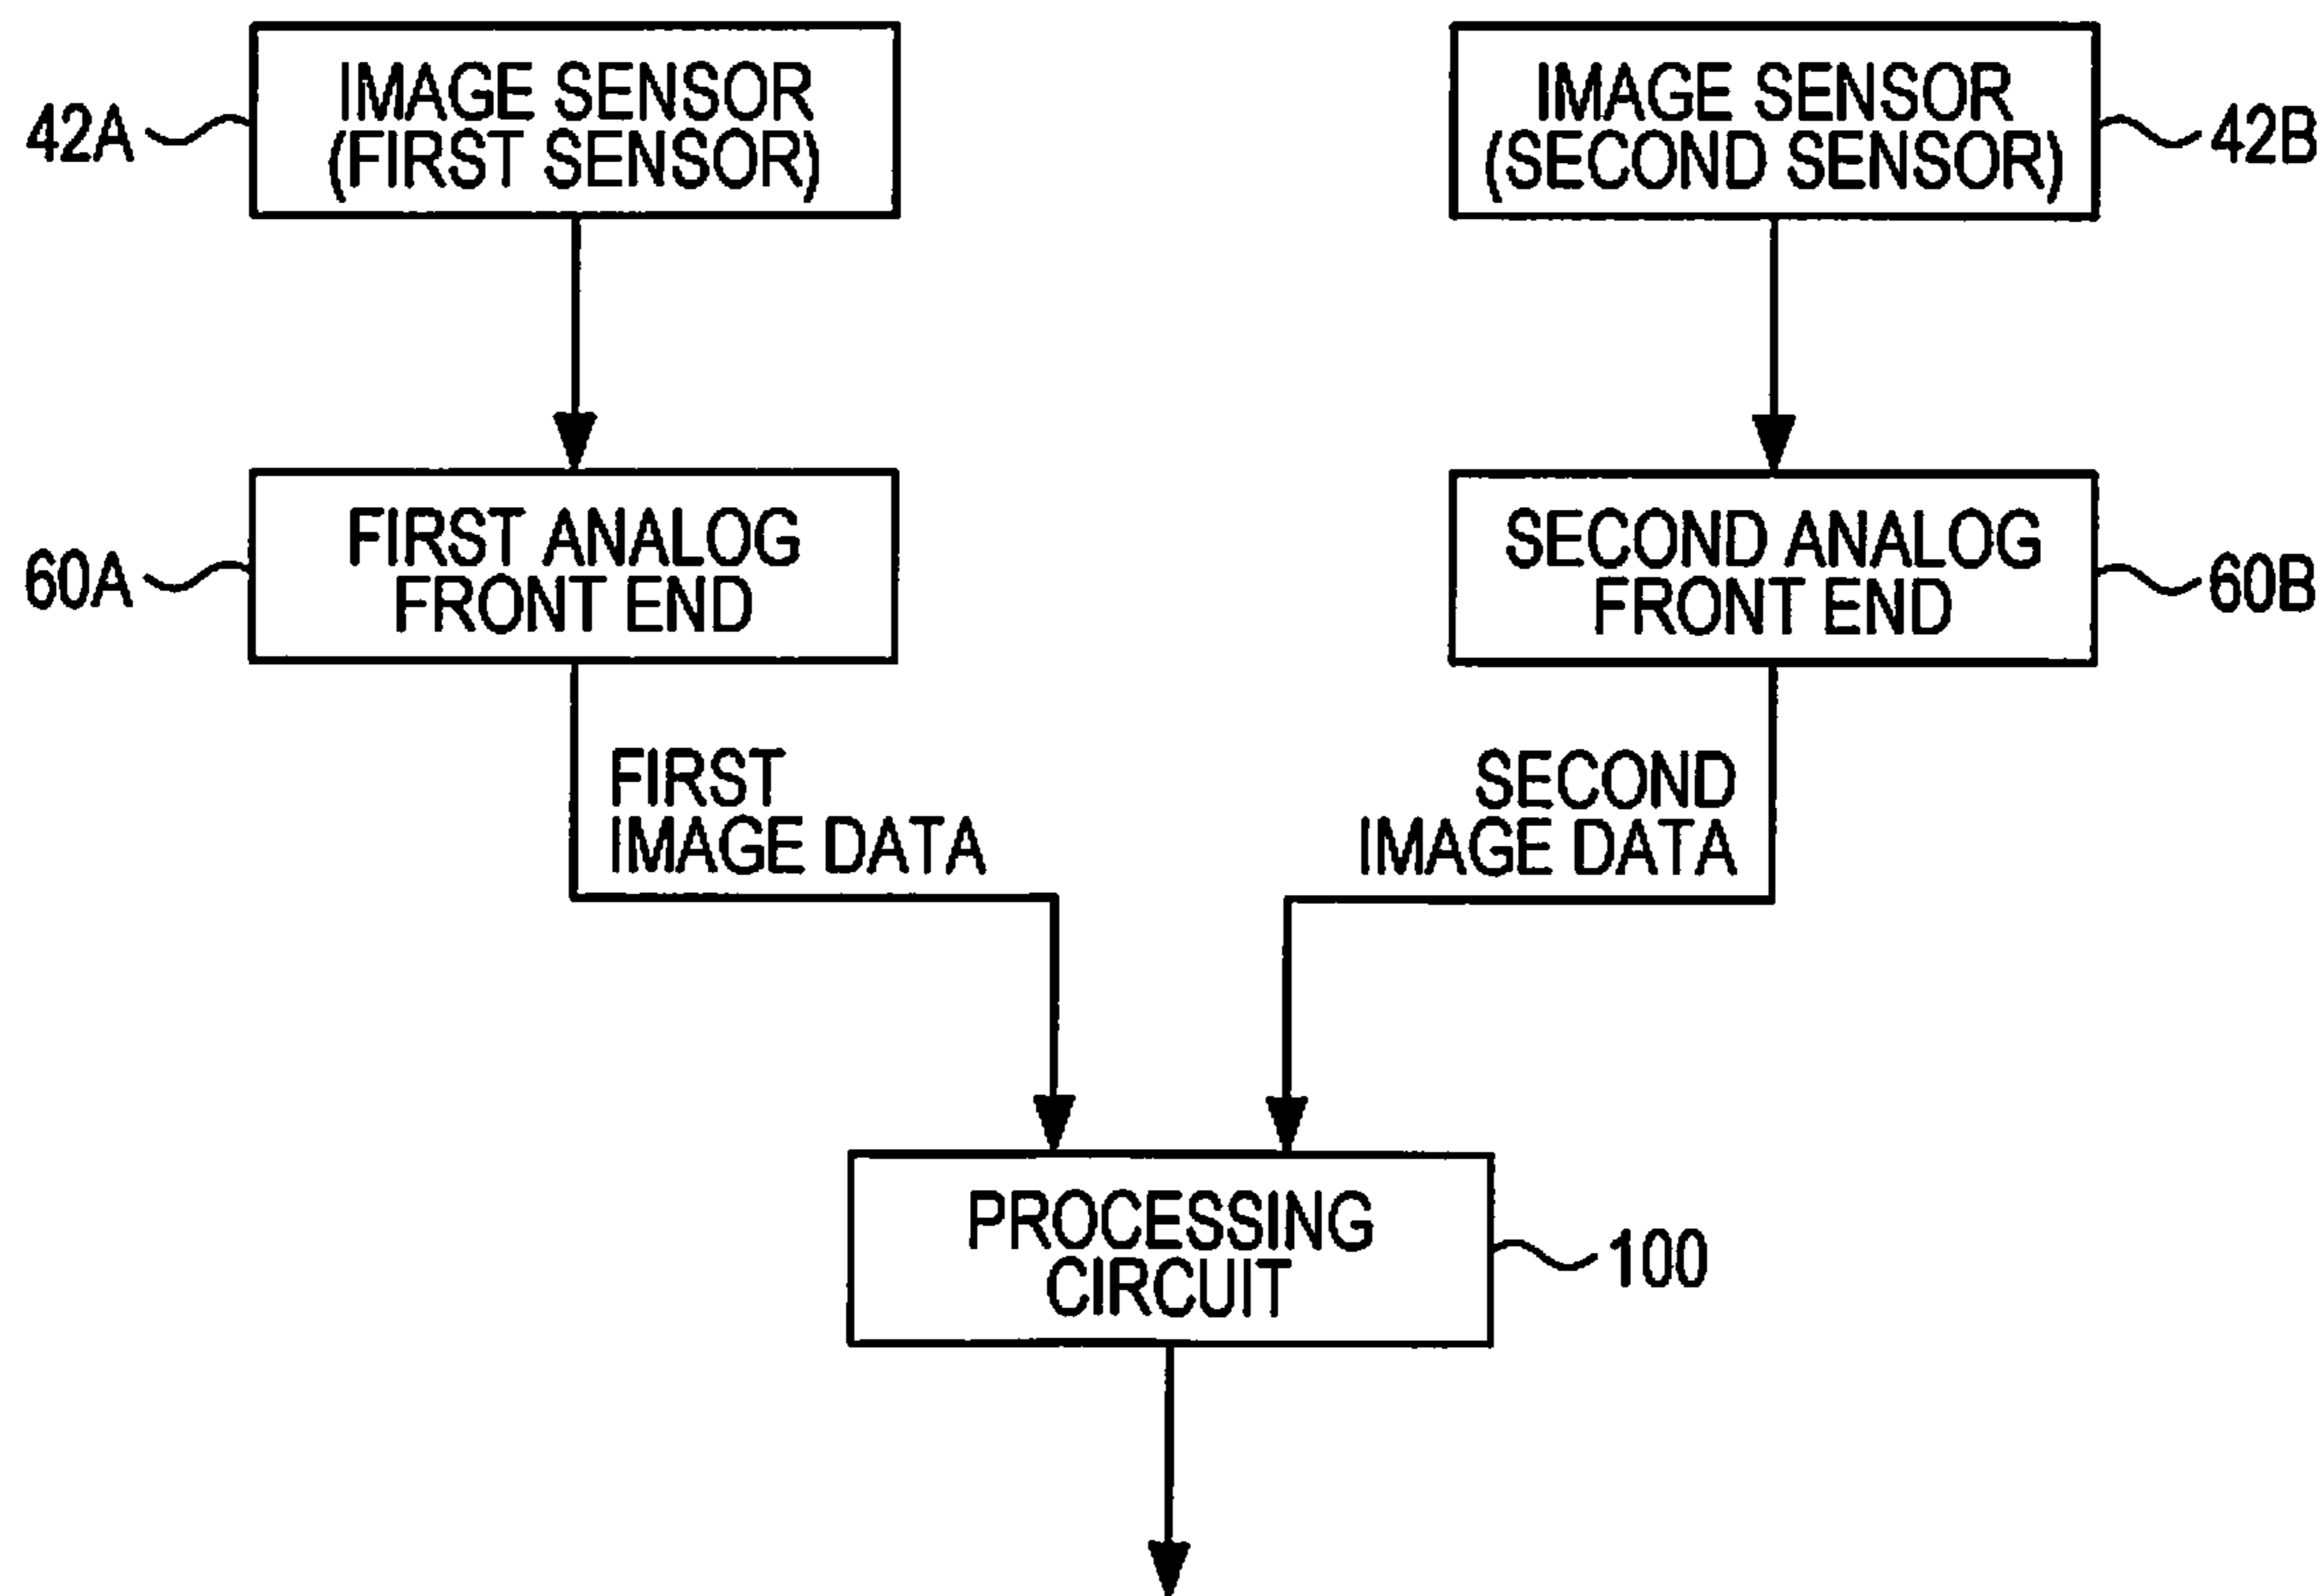 IMAGE SENSOR
(FIRST SENSOR)
42A
IMAGE SENSOR
(SECOND SENSOR)
42B
FIRST ANALOG
FRONT END
60A
SECOND ANALOG
FRONT END
60B
FIRST
IMAGE DATA
SECOND
IMAGE DATA
PROCESSING
CIRCUIT
100